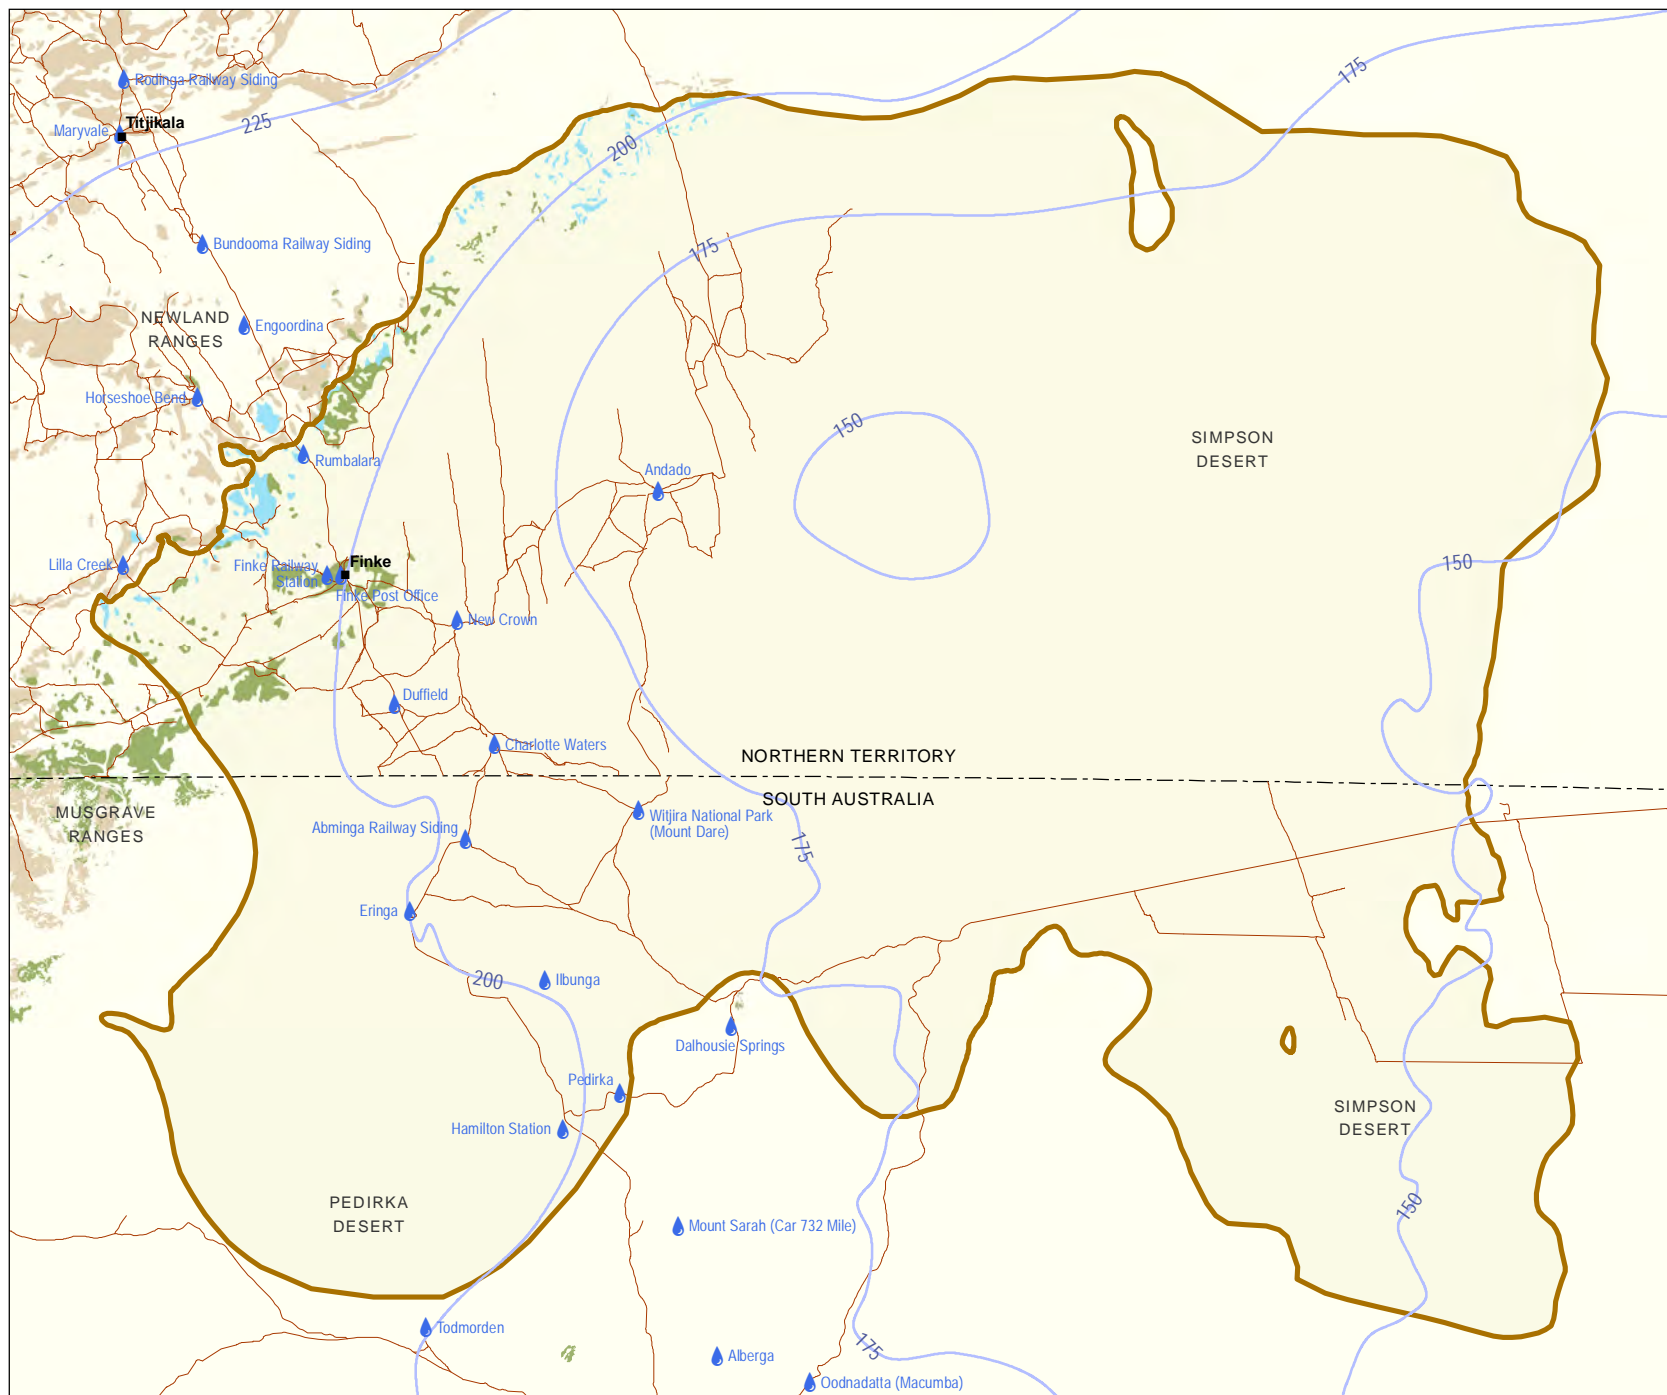 175
Rodinga Railway Siding
Titjikala
225
Maryvale
200
Bundooma Railway Siding
175
NEWLAND
RANGES
Engoordina
Horseshoe Bend
150
SIMPSON
DESERT
Rumbalara
Andado
Lilla Creek
Finke Railway
Station
Finke
Finke Post Office
150
New Crown
Duffield
Charlotte Waters
NORTHERN TERRITORY
SOUTH AUSTRALIA
MUSGRAVE
RANGES
Witjira National Park
(Mount Dare)
Abminga Railway Siding
175
Eringa
200
Ilbunga
Dalhousie Springs
Pedirka
SIMPSON
DESERT
Hamilton Station
PEDIRKA
DESERT
150
Mount Sarah (Car 732 Mile)
Todmorden
175
Alberga
Oodnadatta (Macumba)